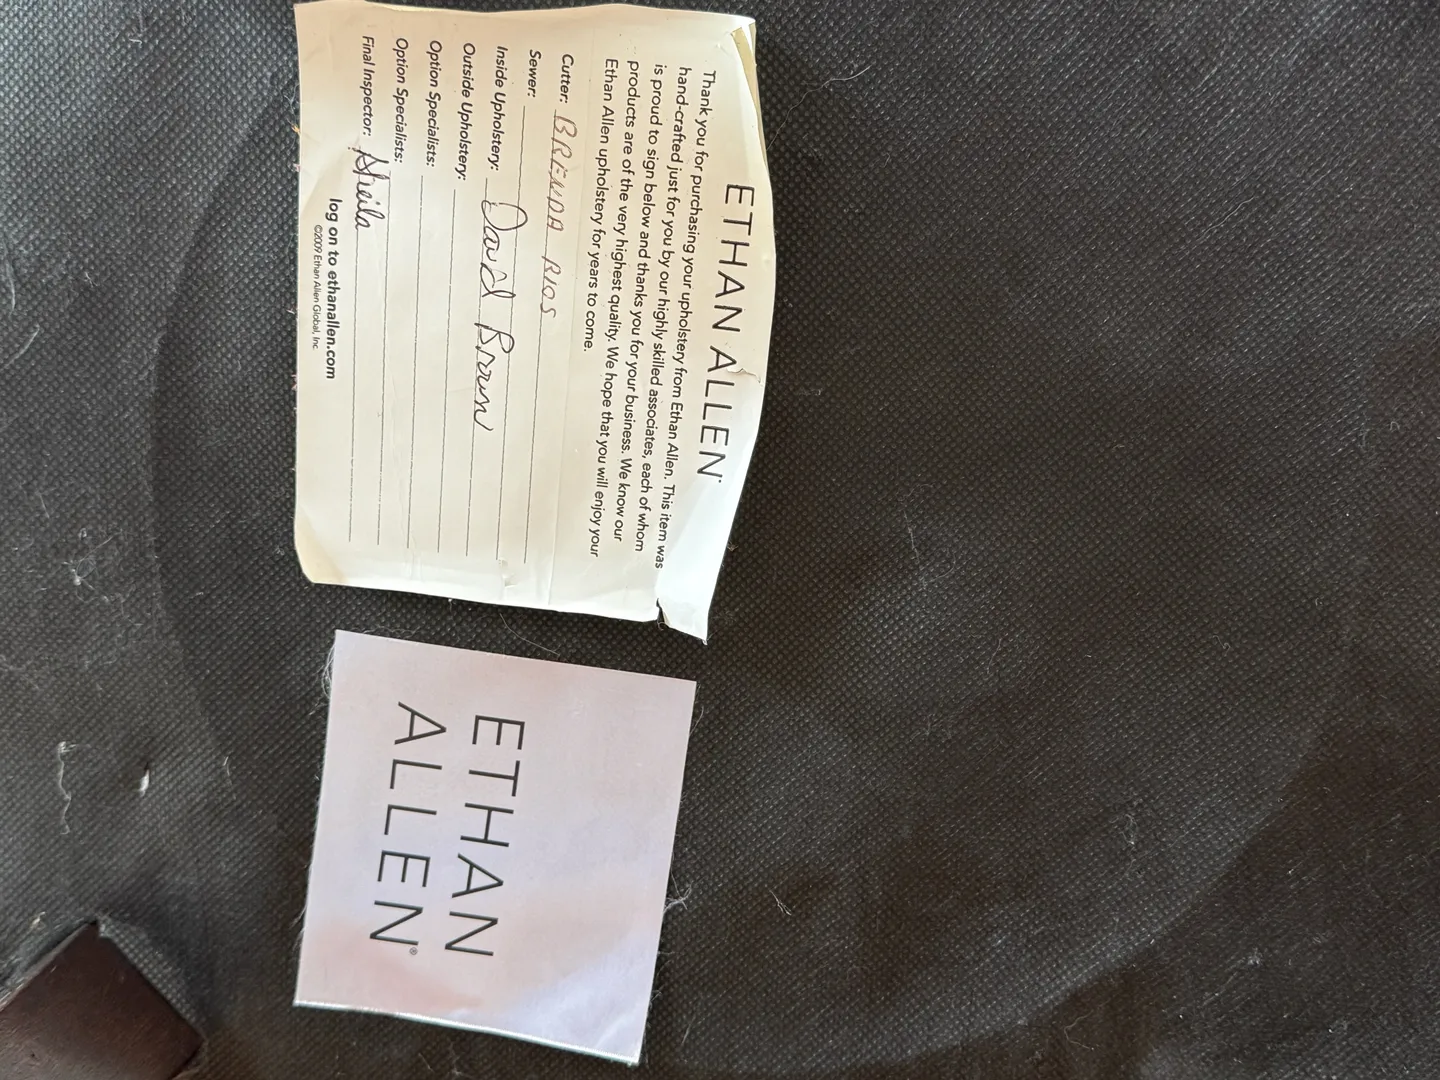 ETHAN ALLEN®
Thank you for purchasing your upholstery from Ethan Allen. This item was
hand-crafted just for you by our highly skilled associates, each of whom
is proud to sign below and thanks you for your business. We know our
products are of the very highest quality. We hope that you will enjoy your
Ethan Allen upholstery for years to come.
Cutter: BRENDA RIOS
Sewer:
Inside Upholstery: David Brown
Outside Upholstery:
Option Specialists:
Option Specialists:
Final Inspector: Sheila
log on to ethanallen.com
©2009 Ethan Allen Global, Inc.
ETHAN
ALLEN®